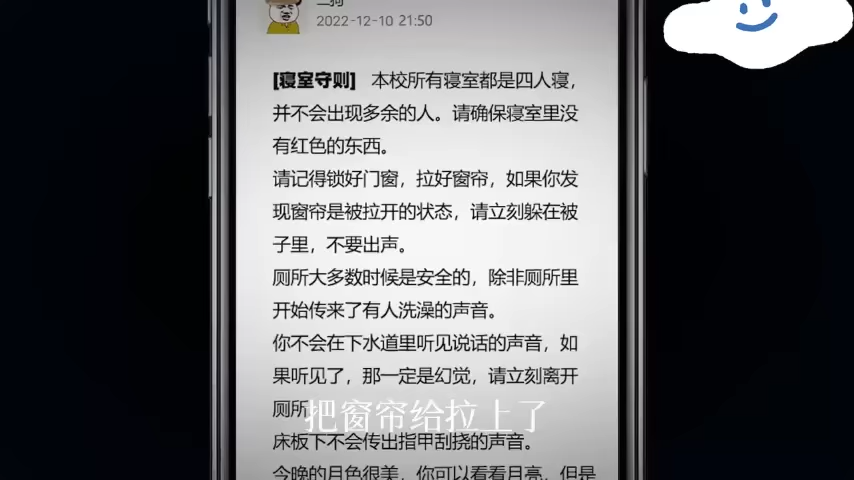 2022-12-10 21:50
[寝室守则] 本校所有寝室都是四人寝，
并不会出现多余的人。请确保寝室里没
有红色的东西。
请记得锁好门窗，拉好窗帘，如果你发
现窗帘是被拉开的状态，请立刻躲在被
子里，不要出声。
厕所大多数时候是安全的，除非厕所里
开始传来了有人洗澡的声音。
你不会在下水道里听见说话的声音，如
果听见了，那一定是幻觉，请立刻离开
厕所
把窗帘给拉上了
床板下不会传出指甲刮挠的声音。
今晚的月色很美，你可以看看月亮，但是